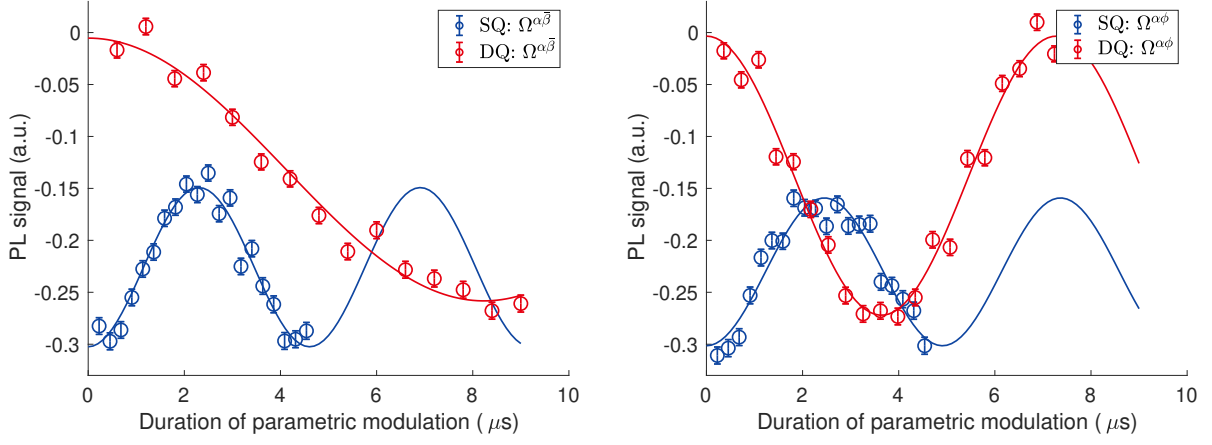 SQ: Ω^{αβ̄}
DQ: Ω^{αβ̄}
0
-0.05
-0.1
-0.15
-0.2
-0.25
-0.3
PL signal (a.u.)
0 2 4 6 8 10
Duration of parametric modulation ( μs)
SQ: Ω^{αϕ}
DQ: Ω^{αϕ}
0
-0.05
-0.1
-0.15
-0.2
-0.25
-0.3
PL signal (a.u.)
0 2 4 6 8 10
Duration of parametric modulation ( μs)